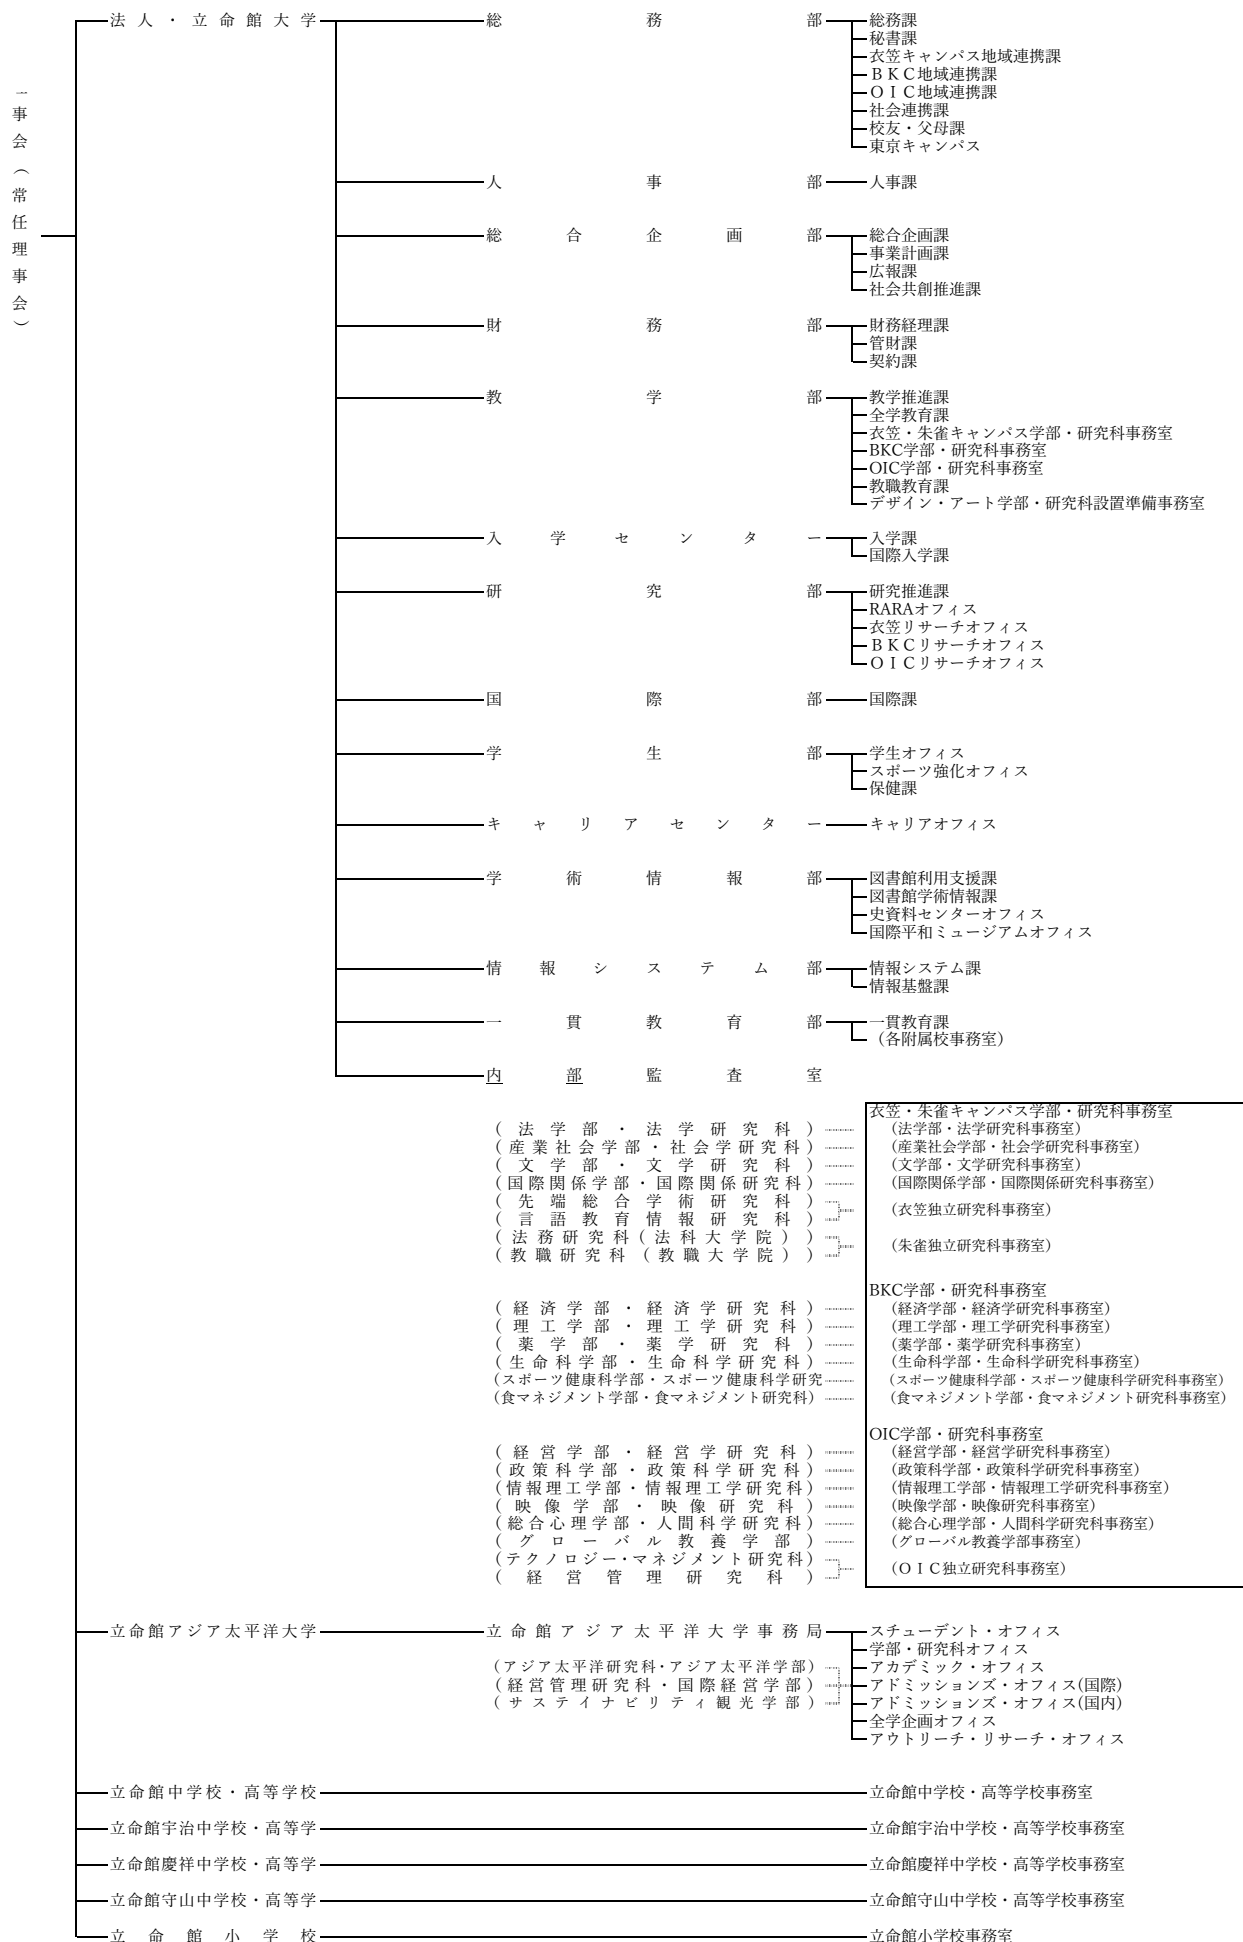 事会（常任理事会）
法人・立命館大学
総務部
総務課
秘書課
衣笠キャンパス地域連携課
ＢＫＣ地域連携課
ＯＩＣ地域連携課
社会連携課
校友・父母課
東京キャンパス
人事部
人事課
総合企画部
総合企画課
事業計画課
広報課
社会共創推進課
財務部
財務経理課
管財課
契約課
教学部
教学推進課
全学教育課
衣笠・朱雀キャンパス学部・研究科事務室
BKC学部・研究科事務室
OIC学部・研究科事務室
教職教育課
デザイン・アート学部・研究科設置準備事務室
入学センター
入学課
国際入学課
研究部
研究推進課
RARAオフィス
衣笠リサーチオフィス
ＢＫＣリサーチオフィス
ＯＩＣリサーチオフィス
国際部
国際課
学生部
学生オフィス
スポーツ強化オフィス
保健課
キャリアセンター
キャリアオフィス
学術情報部
図書館利用支援課
図書館学術情報課
史資料センターオフィス
国際平和ミュージアムオフィス
情報システム部
情報システム課
情報基盤課
一貫教育部
一貫教育課
（各附属校事務室）
内部監査室
衣笠・朱雀キャンパス学部・研究科事務室
（法学部・法学研究科）
（法学部・法学研究科事務室）
（産業社会学部・社会学研究科）
（産業社会学部・社会学研究科事務室）
（文学部・文学研究科）
（文学部・文学研究科事務室）
（国際関係学部・国際関係研究科）
（国際関係学部・国際関係研究科事務室）
（先端総合学術研究科）
（言語教育情報研究科）
（衣笠独立研究科事務室）
（法務研究科（法科大学院））
（教職研究科（教職大学院））
（朱雀独立研究科事務室）
BKC学部・研究科事務室
（経済学部・経済学研究科）
（経済学部・経済学研究科事務室）
（理工学部・理工学研究科）
（理工学部・理工学研究科事務室）
（薬学部・薬学研究科）
（薬学部・薬学研究科事務室）
（生命科学部・生命科学研究科）
（生命科学部・生命科学研究科事務室）
（スポーツ健康科学部・スポーツ健康科学研究
（スポーツ健康科学部・スポーツ健康科学研究科事務室）
（食マネジメント学部・食マネジメント研究科）
（食マネジメント学部・食マネジメント研究科事務室）
OIC学部・研究科事務室
（経営学部・経営学研究科）
（経営学部・経営学研究科事務室）
（政策科学部・政策科学研究科）
（政策科学部・政策科学研究科事務室）
（情報理工学部・情報理工学研究科）
（情報理工学部・情報理工学研究科事務室）
（映像学部・映像研究科）
（映像学部・映像研究科事務室）
（総合心理学部・人間科学研究科）
（総合心理学部・人間科学研究科事務室）
（グローバル教養学部）
（グローバル教養学部事務室）
（テクノロジー・マネジメント研究科）
（経営管理研究科）
（ＯＩＣ独立研究科事務室）
立命館アジア太平洋大学
立命館アジア太平洋大学事務局
スチューデント・オフィス
学部・研究科オフィス
（アジア太平洋研究科・アジア太平洋学部）
アカデミック・オフィス
（経営管理研究科・国際経営学部）
アドミッションズ・オフィス(国際)
（サステイナビリティ観光学部）
アドミッションズ・オフィス(国内)
全学企画オフィス
アウトリーチ・リサーチ・オフィス
立命館中学校・高等学校
立命館中学校・高等学校事務室
立命館宇治中学校・高等学
立命館宇治中学校・高等学校事務室
立命館慶祥中学校・高等学
立命館慶祥中学校・高等学校事務室
立命館守山中学校・高等学
立命館守山中学校・高等学校事務室
立命館小学校
立命館小学校事務室